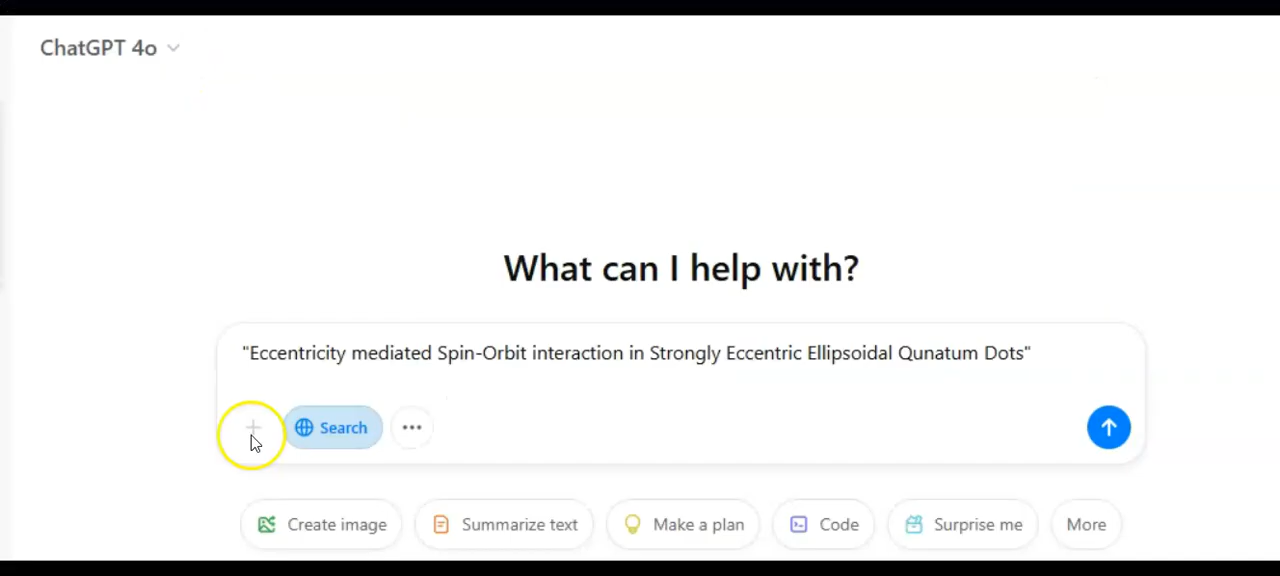 ChatGPT 4o
What can I help with?
"Eccentricity mediated Spin-Orbit interaction in Strongly Eccentric Ellipsoidal Qunatum Dots"
Search
Create image Summarize text Make a plan Code Surprise me More